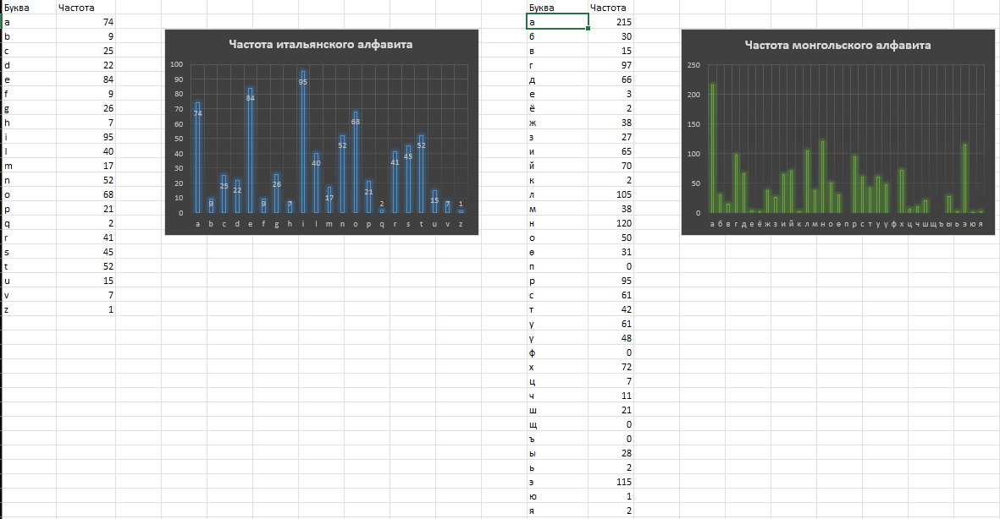 Буква Частота
a 74
b 9
c 25
d 22
e 84
f 9
g 26
h 7
i 95
l 40
m 17
n 52
o 68
p 21
q 2
r 41
s 45
t 52
u 15
v 7
z 1
Частота итальянского алфавита
100
90
80
70
60
50
40
30
20
10
0
74 9 25 22 84 9 26 7 95 40 17 52 68 21 2 41 45 52 15 7 1
a b c d e f g h i l m n o p q r s t u v z
Буква Частота
а 215
б 30
в 15
г 97
д 66
е 3
ё 2
ж 38
з 27
и 65
й 70
к 2
л 105
м 38
н 120
о 50
ө 31
п 0
р 95
с 61
т 42
у 61
ү 48
ф 0
х 72
ц 7
ч 11
ш 21
щ 0
ъ 0
ы 28
ь 2
э 115
ю 1
я 2
Частота монгольского алфавита
250
200
150
100
50
0
а б в г д е ё ж з и й к л м н о ө п р с т у ү ф х ц ч ш щ ъ ы ь э ю я